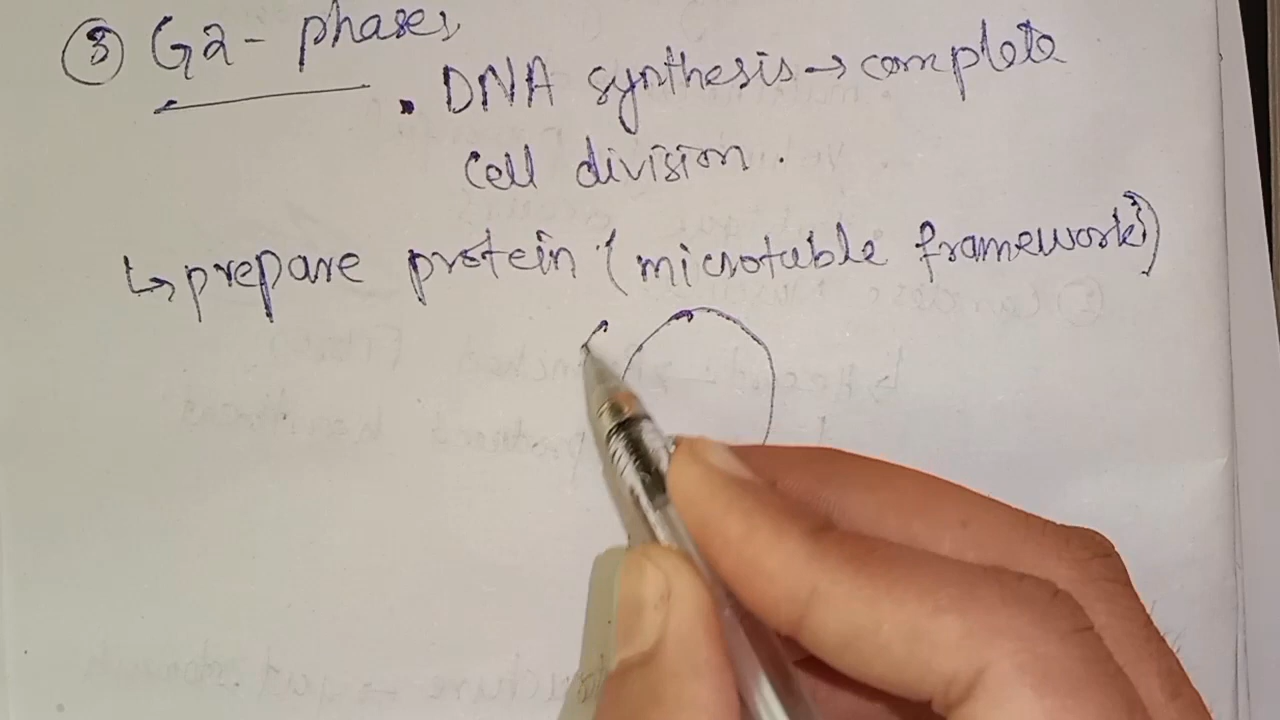 ③ G2 - phases
• DNA synthesis → complete
cell division.
↳ prepare protein (microtuble framework)